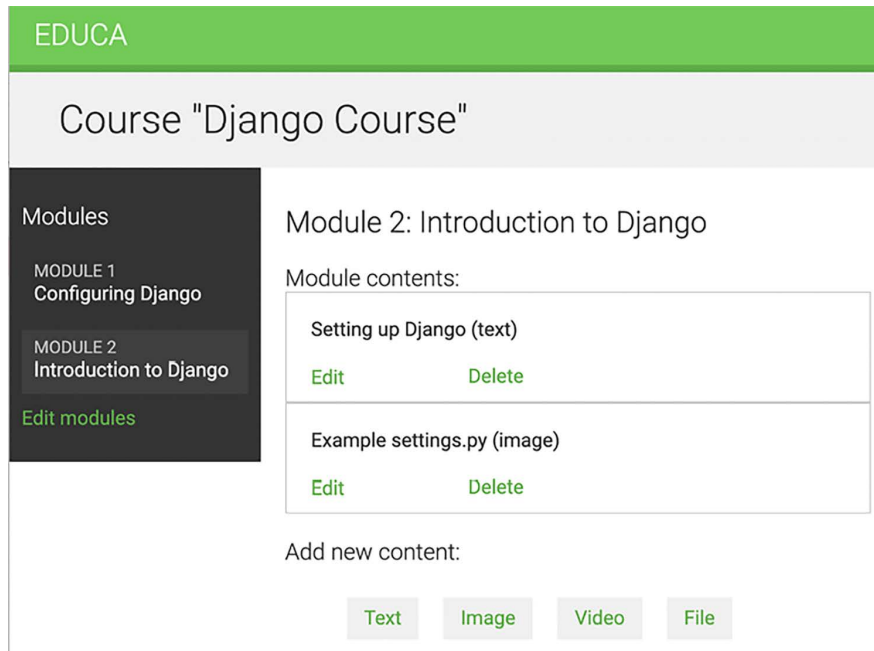 EDUCA
Course "Django Course"
Modules
MODULE 1
Configuring Django
MODULE 2
Introduction to Django
Edit modules
Module 2: Introduction to Django
Module contents:
Setting up Django (text)
Edit Delete
Example settings.py (image)
Edit Delete
Add new content:
Text Image Video File